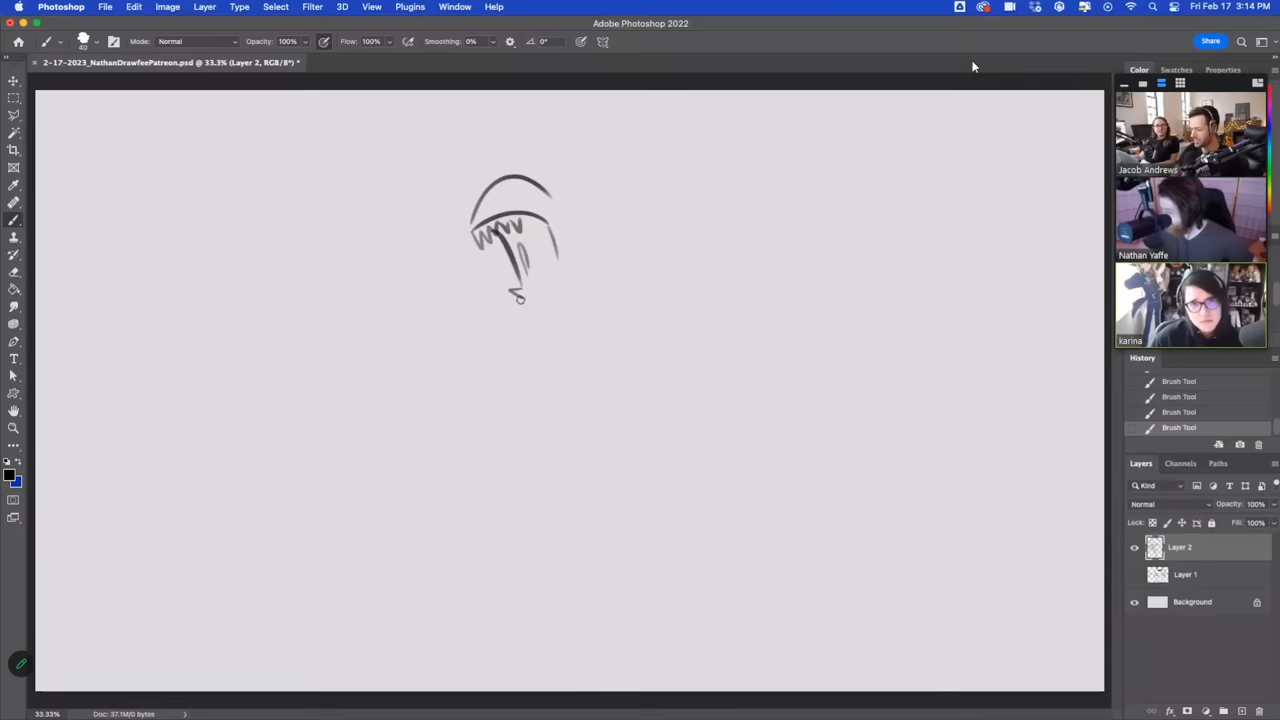 Photoshop File Edit Image Layer Type Select Filter 3D View Plugins Window Help Fri Feb 17 3:14 PM
Adobe Photoshop 2022
40 Mode: Normal Opacity: 100% Flow: 100% Smoothing: 0% 0° Share
2-17-2023_NathanDrawfeePatreon.psd @ 33.3% (Layer 2, RGB/8*) *
Color Swatches Properties
Jacob Andrews
Nathan Yaffe
karina
History
Brush Tool
Brush Tool
Brush Tool
Brush Tool
Layers Channels Paths
Kind
Normal Opacity: 100%
Lock: Fill: 100%
Layer 2
Layer 1
Background
33.33% Doc: 37.1M/0 bytes